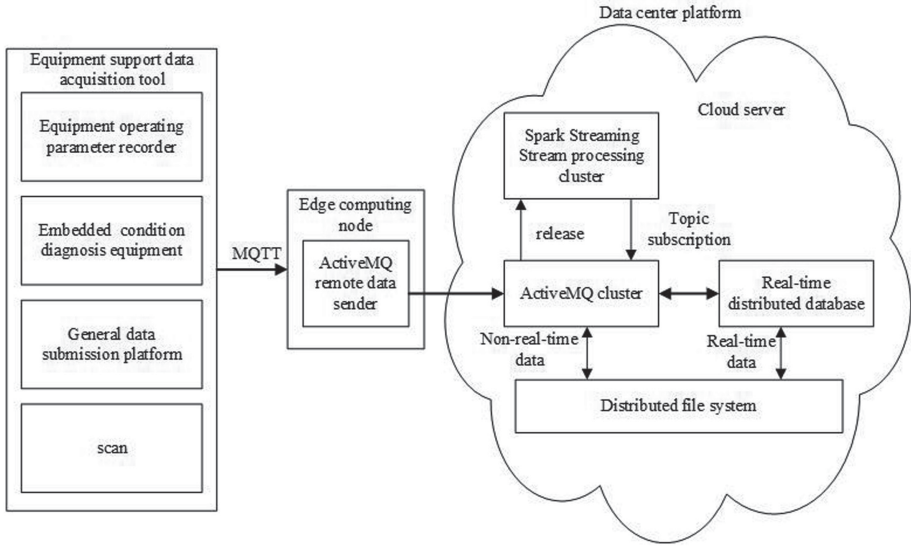 Data center platform
Equipment support data
acquisition tool
Equipment operating
parameter recorder
Embedded condition
diagnosis equipment
General data
submission platform
scan
MQTT
Edge computing
node
ActiveMQ
remote data
sender
Cloud server
Spark Streaming
Stream processing
cluster
release
Topic
subscription
ActiveMQ cluster
Real-time
distributed database
Non-real-time
data
Real-time
data
Distributed file system